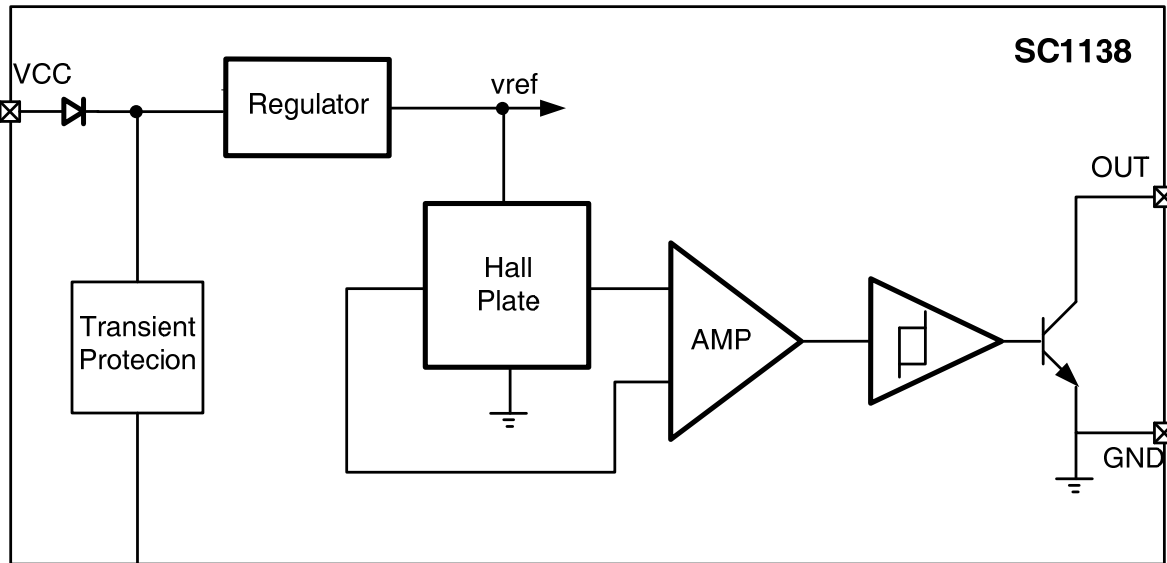 SC1138
VCC
Regulator
vref
OUT
Hall
Plate
Transient
Protecion
AMP
GND